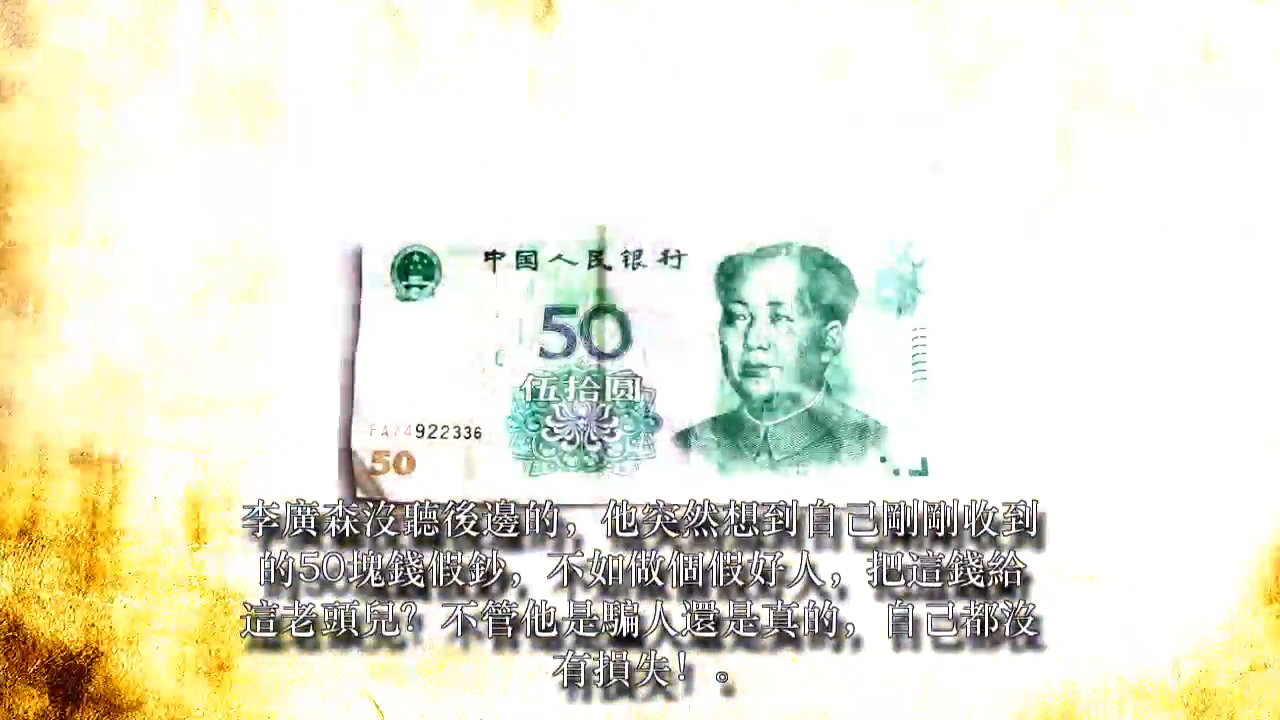 中国人民银行
50
伍拾圆
FA74922336
50
李廣森沒聽後邊的，他突然想到自己剛剛收到
的50塊錢假鈔，不如做個假好人，把這錢給
這老頭兒？不管他是騙人還是真的，自己都沒
有損失！。